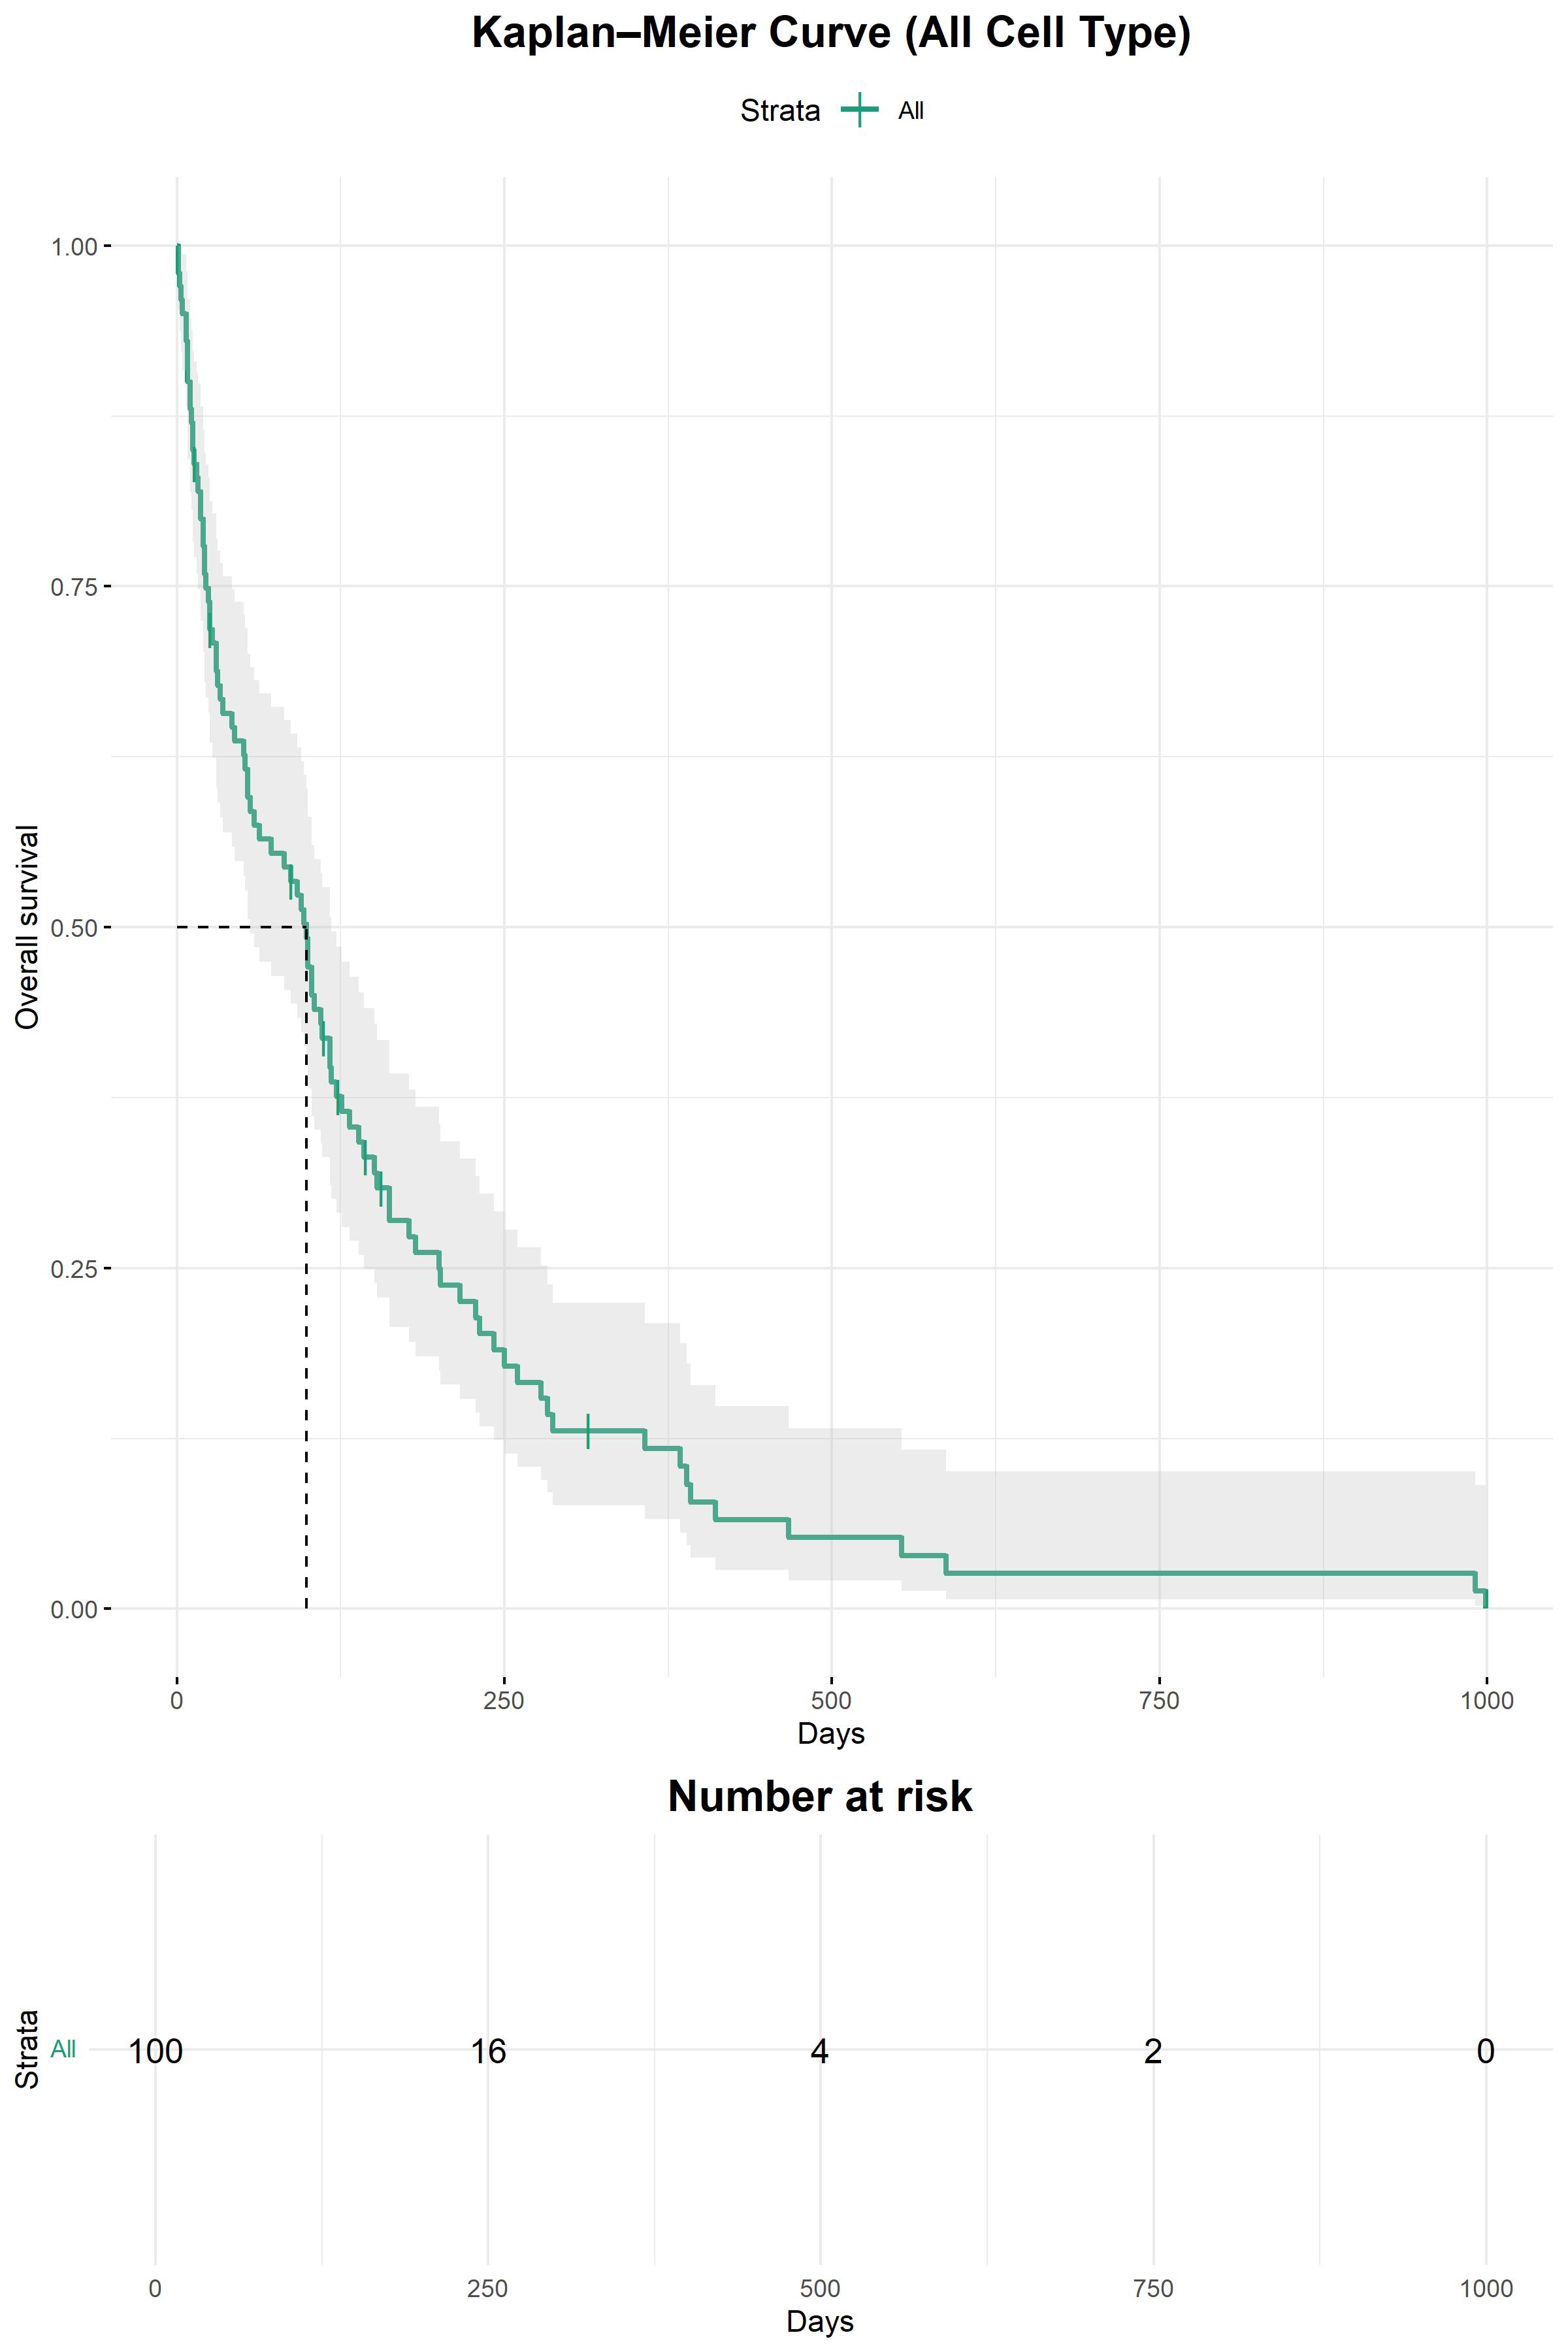 Kaplan–Meier Curve (All Cell Type)
Strata All
1.00
0.75
0.50
0.25
0.00
Overall survival
0 250 500 750 1000
Days
Number at risk
Strata
All 100 16 4 2 0
0 250 500 750 1000
Days